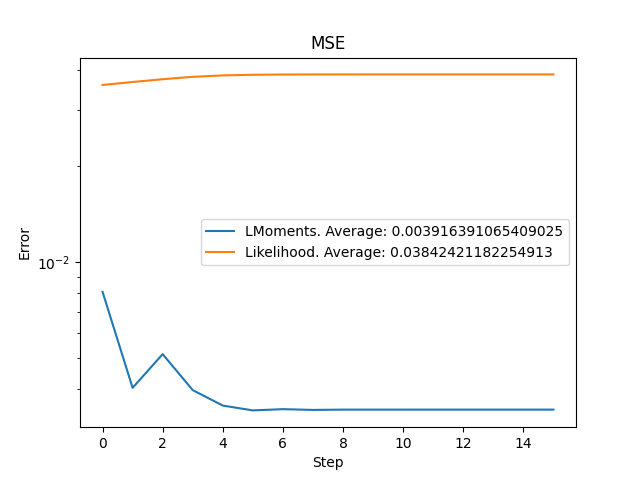 MSE
Error
10⁻²
LMoments. Average: 0.003916391065409025
Likelihood. Average: 0.03842421182254913
0 2 4 6 8 10 12 14
Step